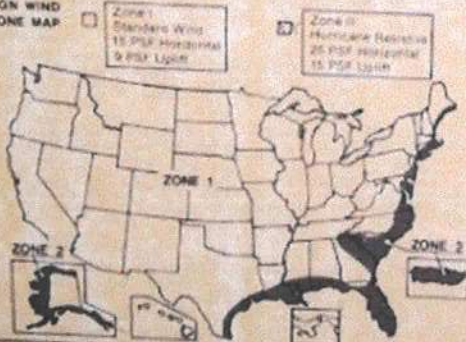 GN WIND
ONE MAP
Zone I
Standard Wind
15 PSF Horizontal
9 PSF Uplift
Zone II
Hurricane Resistive
25 PSF Horizontal
15 PSF Uplift
ZONE 1
ZONE 2
ZONE 2